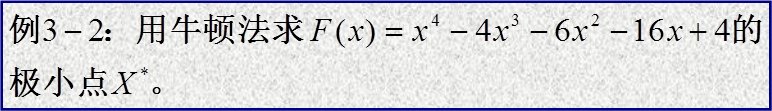 例3－2：用牛顿法求F(x) = x⁴ − 4x³ − 6x² −16x + 4的
极小点X*。